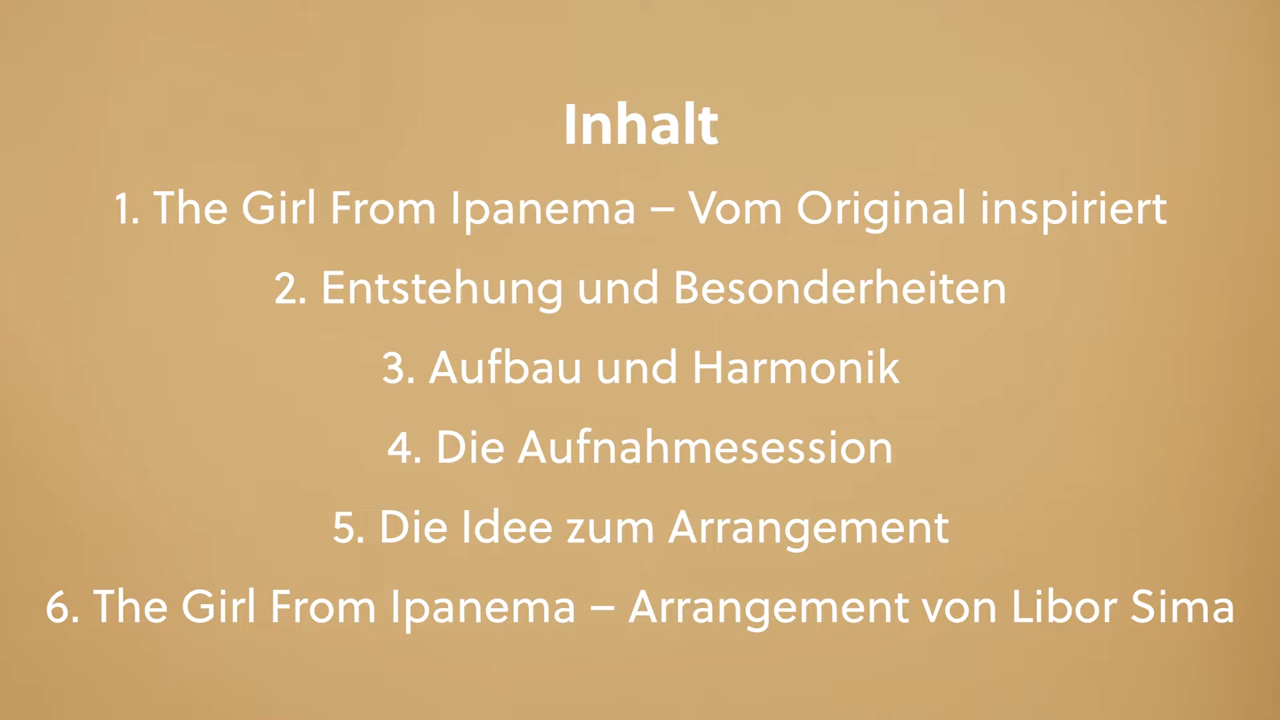 Inhalt
1. The Girl From Ipanema – Vom Original inspiriert
2. Entstehung und Besonderheiten
3. Aufbau und Harmonik
4. Die Aufnahmesession
5. Die Idee zum Arrangement
6. The Girl From Ipanema – Arrangement von Libor Sima